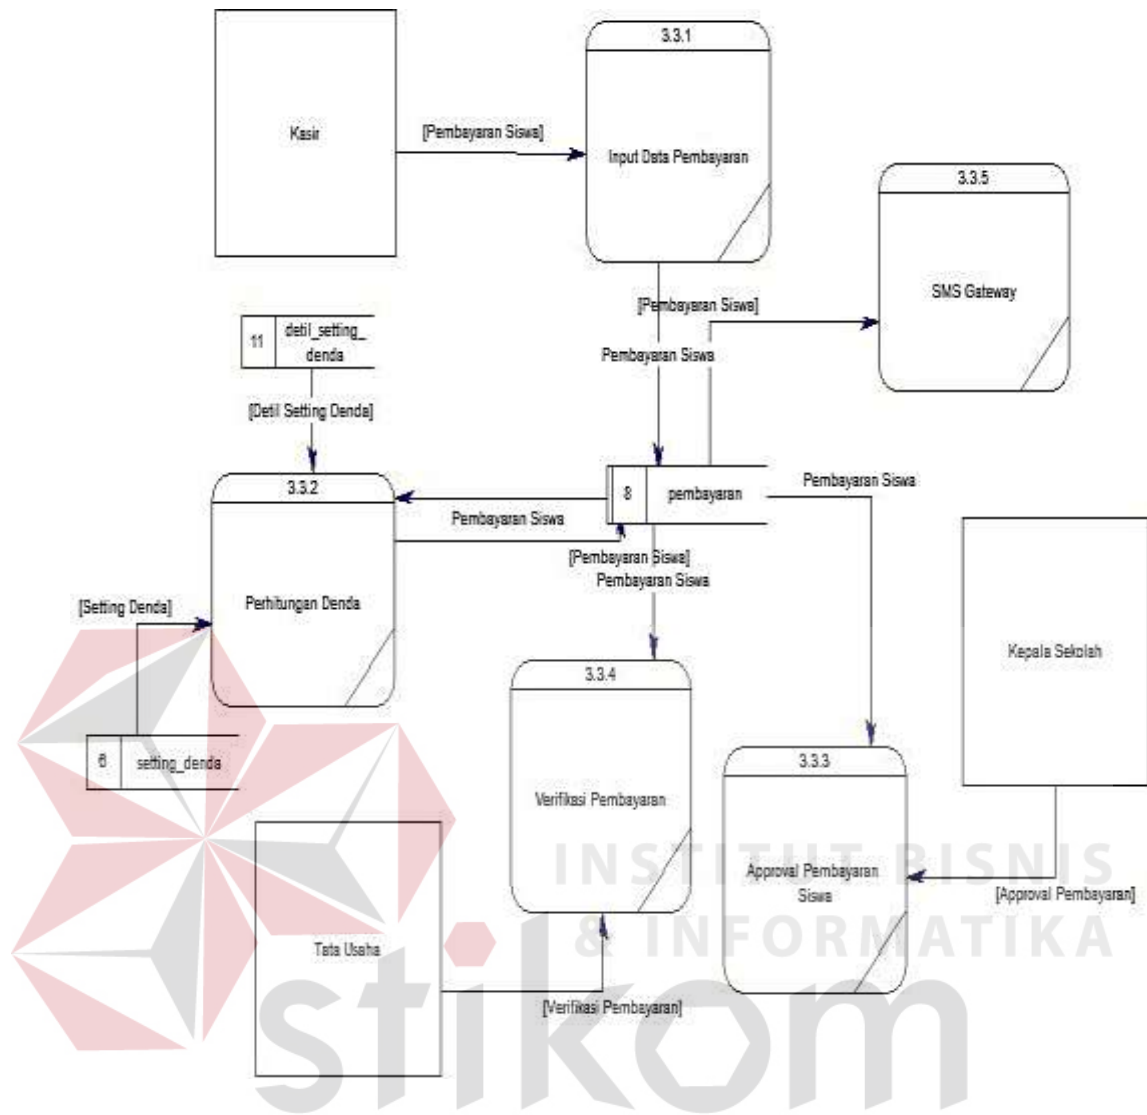 3.3.1
Kasir
[Pembayaran Siswa]
Input Data Pembayaran
3.3.5
SMS Gateway
[Pembayaran Siswa]
11
detil_setting_
denda
Pembayaran Siswa
[Detil Setting Denda]
3.3.2
8
pembayaran
Pembayaran Siswa
Pembayaran Siswa
[Pembayaran Siswa]
Pembayaran Siswa
[Setting Denda]
Perhitungan Denda
Kepala Sekolah
3.3.4
6
setting_denda
3.3.3
Verifikasi Pembayaran
Approval Pembayaran
Siswa
[Approval Pembayaran]
Tata Usaha
[Verifikasi Pembayaran]
INSTITUT BISNIS
& INFORMATIKA
stikom